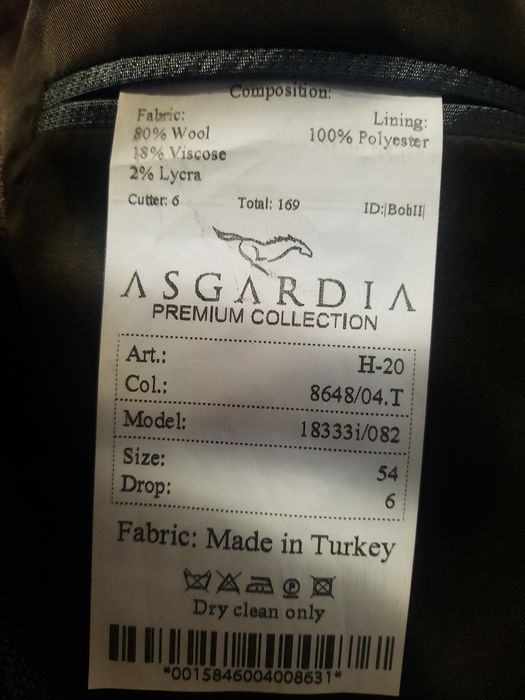 Composition:
Fabric: Lining:
80% Wool 100% Polyester
18% Viscose
2% Lycra
Cutter: 6 Total: 169 ID:|BobII|
ASGARDIA
PREMIUM COLLECTION
Art.: H-20
Col.: 8648/04.T
Model: 18333i/082
Size: 54
Drop: 6
Fabric: Made in Turkey
Dry clean only
*0015846004008631*